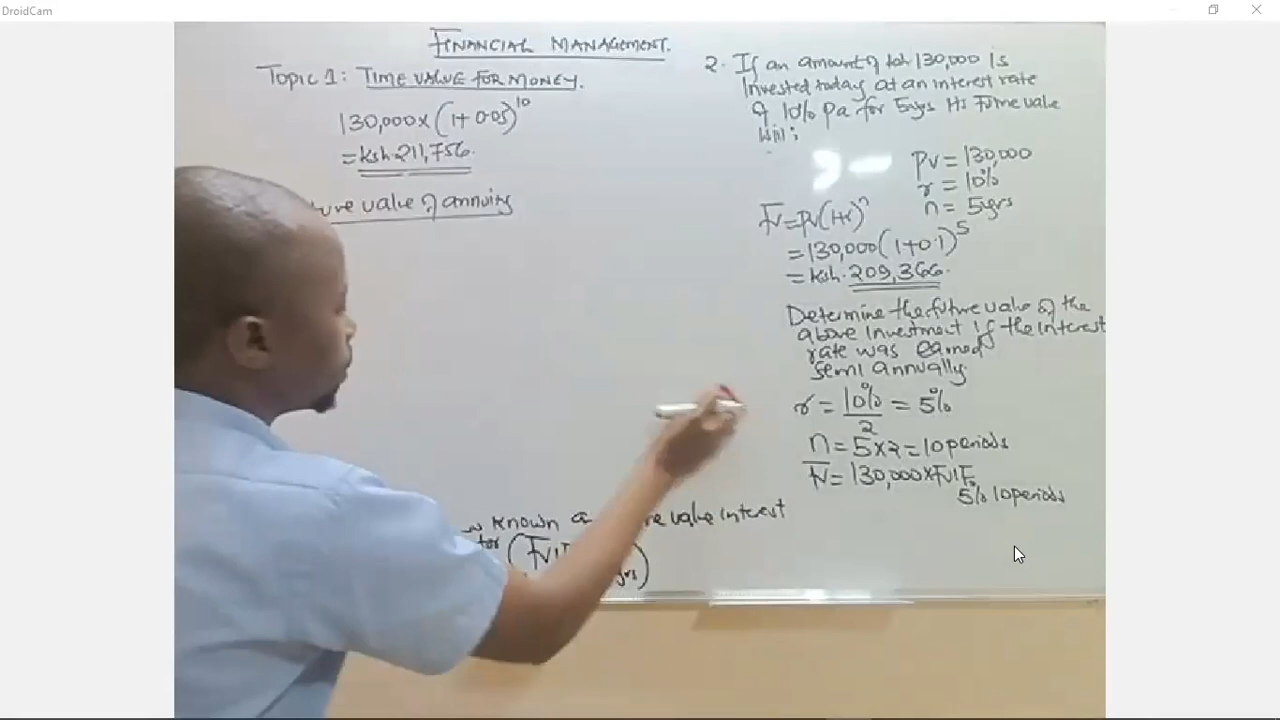 DroidCam
FINANCIAL MANAGEMENT.
Topic 1: TIME VALUE FOR MONEY.
130,000 x (1+0.05)^10
= ksh 211,756.
ure value of annuity
2. If an amount of ksh 130,000 is
Invested today at an interest rate
of 10% pa for 5yrs Its Future value
will:
PV = 130,000
r = 10%
n = 5yrs
FV = PV(1+r)^n
= 130,000(1+0.1)^5
= ksh. 209,366.
Determine the future value of the
above Investment if the interest
rate was earned
semi annually.
r = 10%/2 = 5%
n = 5x2 = 10 periods
FV = 130,000 x FVIF
5% 10 periods
known a re value interest
tor (FVI yrs)